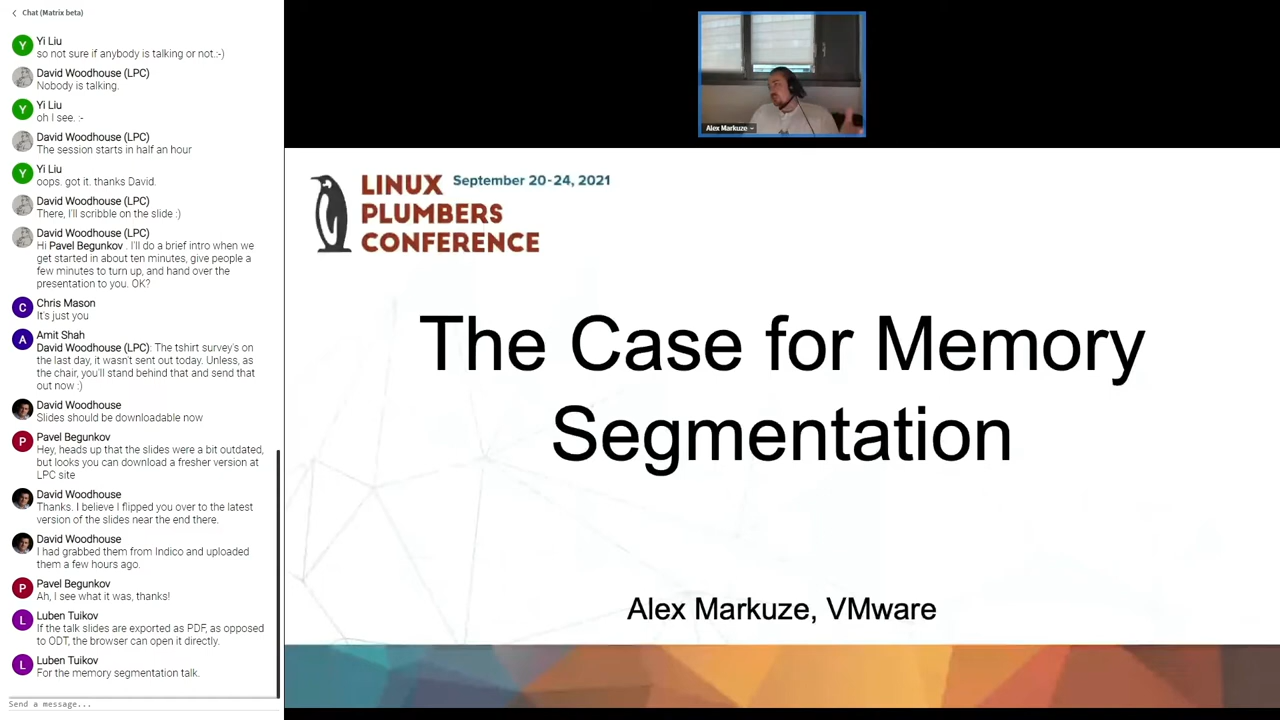 Chat (Matrix beta)
Y
Yi Liu
so not sure if anybody is talking or not.:-)
David Woodhouse (LPC)
Nobody is talking.
Y
Yi Liu
oh I see. :-
David Woodhouse (LPC)
The session starts in half an hour
Y
Yi Liu
oops. got it. thanks David.
David Woodhouse (LPC)
There, I'll scribble on the slide :)
David Woodhouse (LPC)
Hi Pavel Begunkov . I'll do a brief intro when we
get started in about ten minutes, give people a
few minutes to turn up, and hand over the
presentation to you. OK?
C
Chris Mason
It's just you
A
Amit Shah
David Woodhouse (LPC): The tshirt survey's on
the last day, it wasn't sent out today. Unless, as
the chair, you'll stand behind that and send that
out now :)
David Woodhouse
Slides should be downloadable now
P
Pavel Begunkov
Hey, heads up that the slides were a bit outdated,
but looks you can download a fresher version at
LPC site
David Woodhouse
Thanks. I believe I flipped you over to the latest
version of the slides near the end there.
David Woodhouse
I had grabbed them from Indico and uploaded
them a few hours ago.
P
Pavel Begunkov
Ah, I see what it was, thanks!
L
Luben Tuikov
If the talk slides are exported as PDF, as opposed
to ODT, the browser can open it directly.
L
Luben Tuikov
For the memory segmentation talk.
Send a message...
Alex Markuze
LINUX
PLUMBERS
CONFERENCE
September 20-24, 2021
The Case for Memory
Segmentation
Alex Markuze, VMware